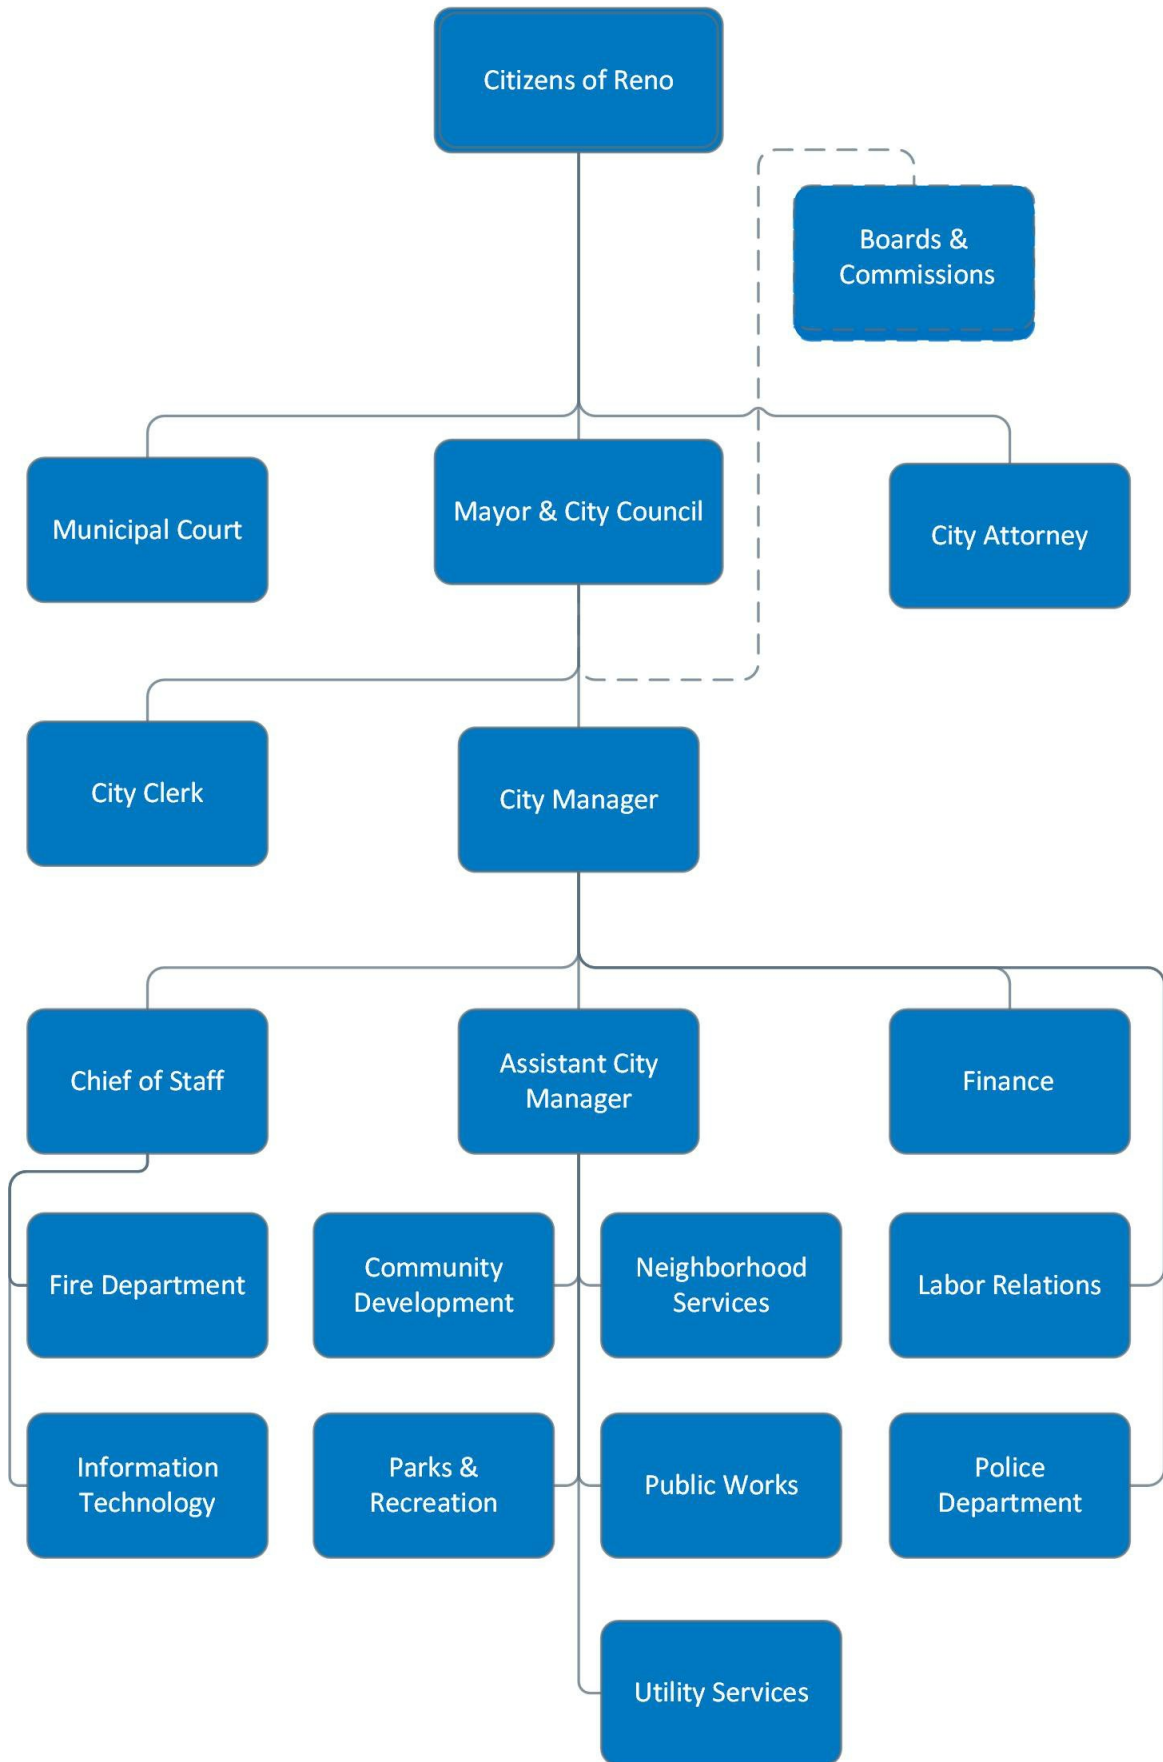 Citizens of Reno
Boards &
Commissions
Municipal Court
Mayor & City Council
City Attorney
City Clerk
City Manager
Chief of Staff
Assistant City
Manager
Finance
Fire Department
Community
Development
Neighborhood
Services
Labor Relations
Information
Technology
Parks &
Recreation
Public Works
Police
Department
Utility Services